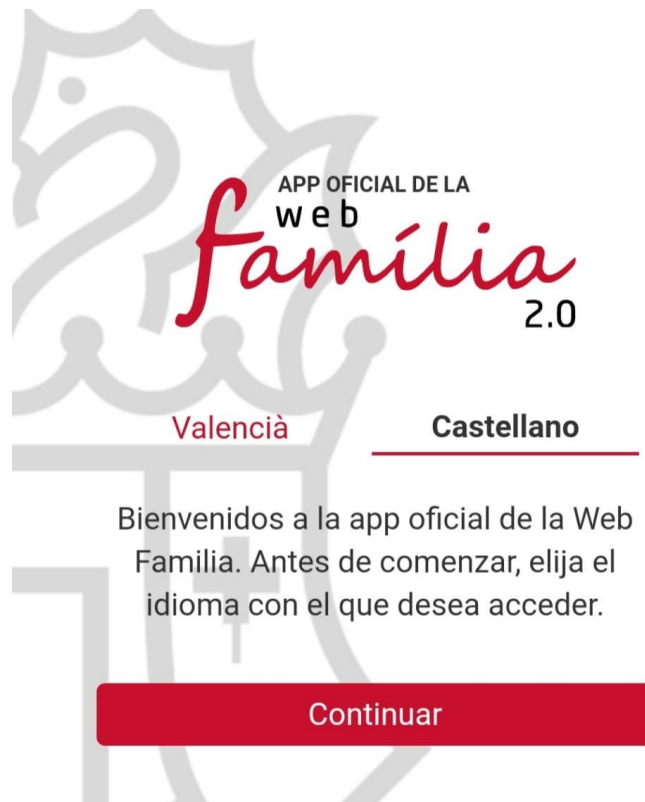 APP OFICIAL DE LA
web
família
2.0
Valencià
Castellano
Bienvenidos a la app oficial de la Web
Familia. Antes de comenzar, elija el
idioma con el que desea acceder.
Continuar